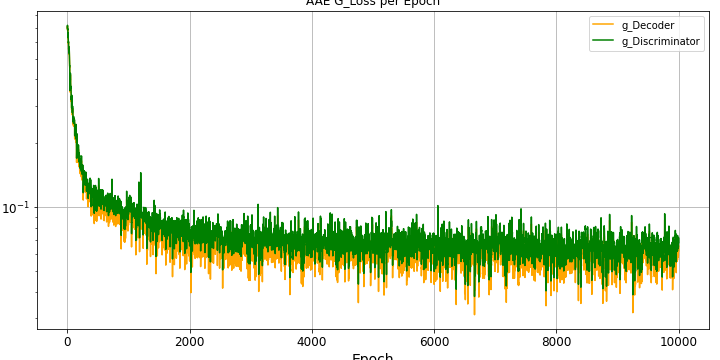 AAE G_Loss per Epoch
g_Decoder
g_Discriminator
10⁻¹
0
2000
4000
6000
8000
10000
Epoch